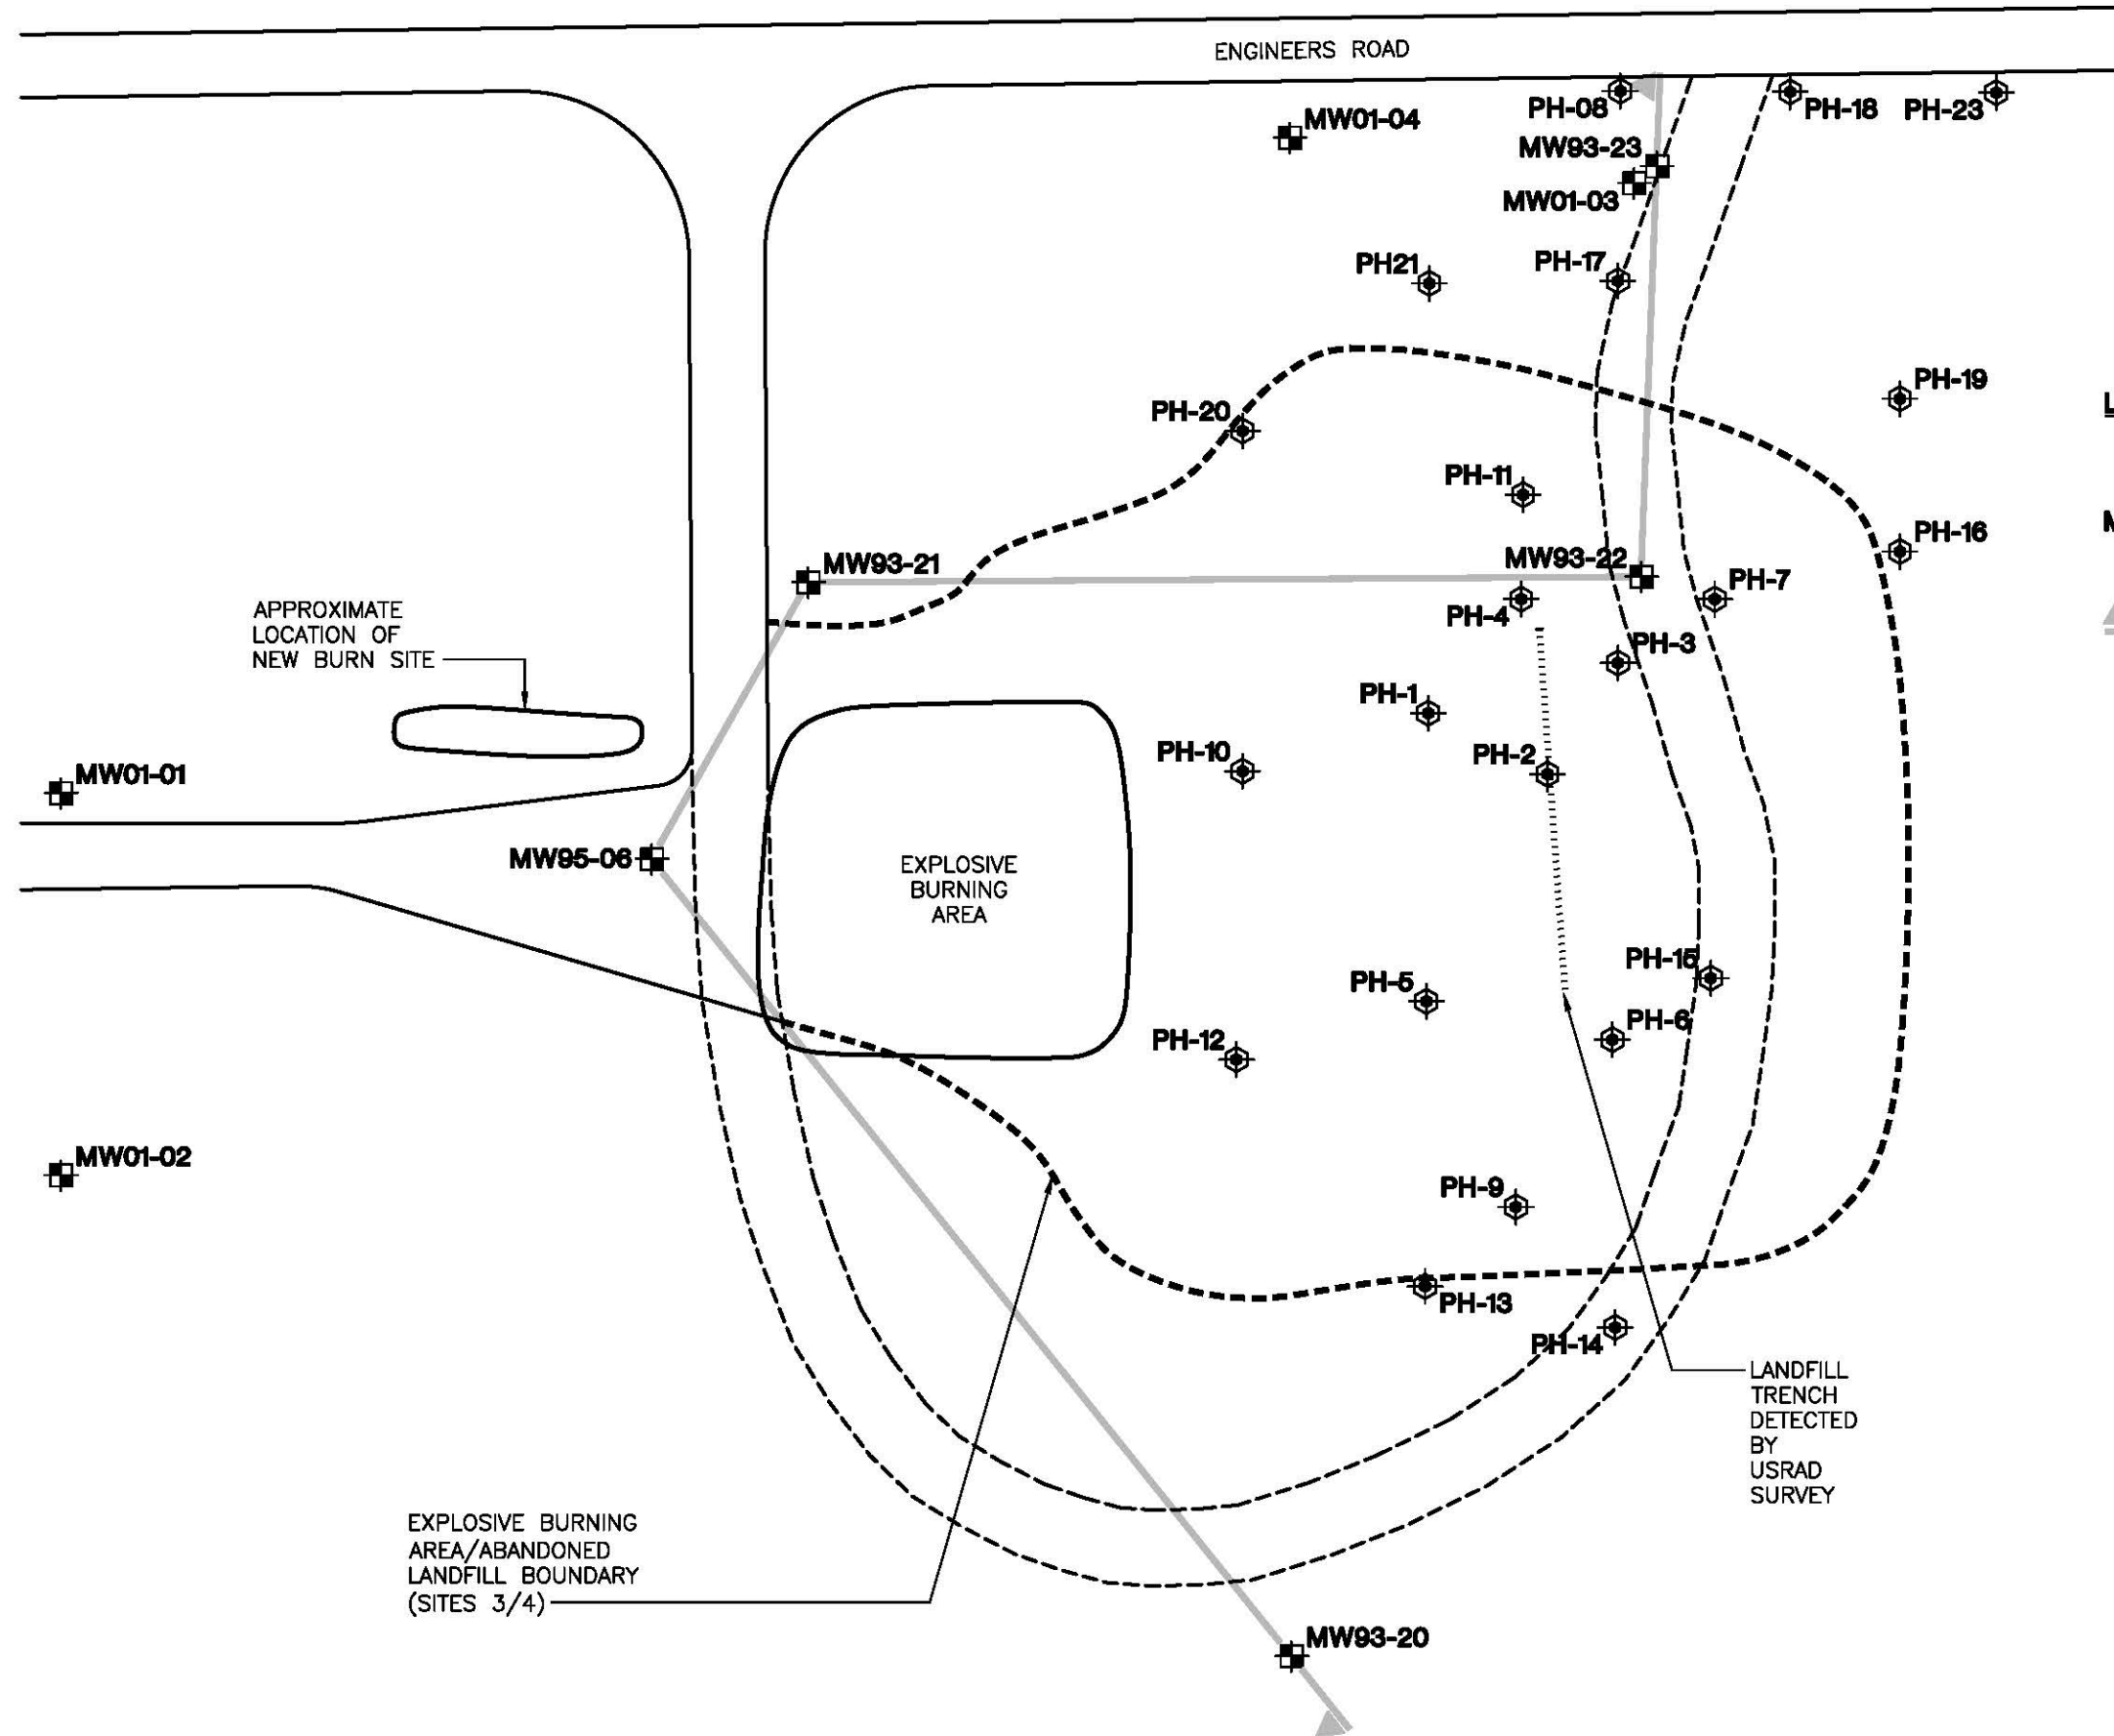 ENGINEERS ROAD
PH-08
PH-18
PH-23
MW01-04
MW93-23
MW01-03
PH21
PH-17
PH-19
PH-20
PH-11
PH-16
MW93-21
MW93-22
PH-7
PH-4
APPROXIMATE
LOCATION OF
NEW BURN SITE
PH-3
PH-1
PH-10
PH-2
MW01-01
MW95-06
EXPLOSIVE
BURNING
AREA
PH-15
PH-5
PH-6
PH-12
MW01-02
PH-9
PH-13
PH-14
LANDFILL
TRENCH
DETECTED
BY
USRAD
SURVEY
EXPLOSIVE BURNING
AREA/ABANDONED
LANDFILL BOUNDARY
(SITES 3/4)
MW93-20